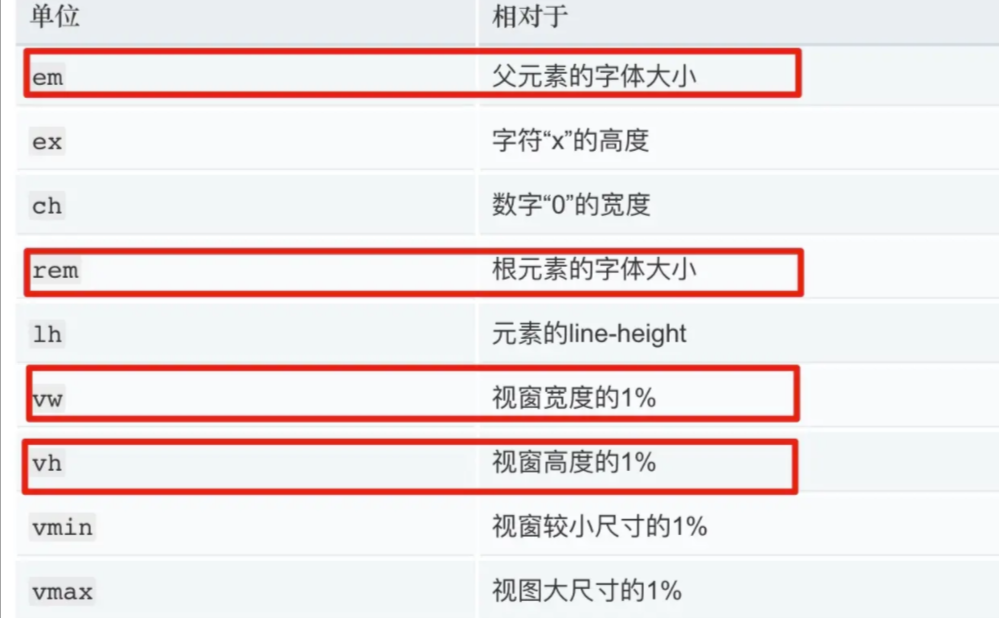 单位 相对于
em 父元素的字体大小
ex 字符“x”的高度
ch 数字“0”的宽度
rem 根元素的字体大小
lh 元素的line-height
vw 视窗宽度的1%
vh 视窗高度的1%
vmin 视窗较小尺寸的1%
vmax 视图大尺寸的1%